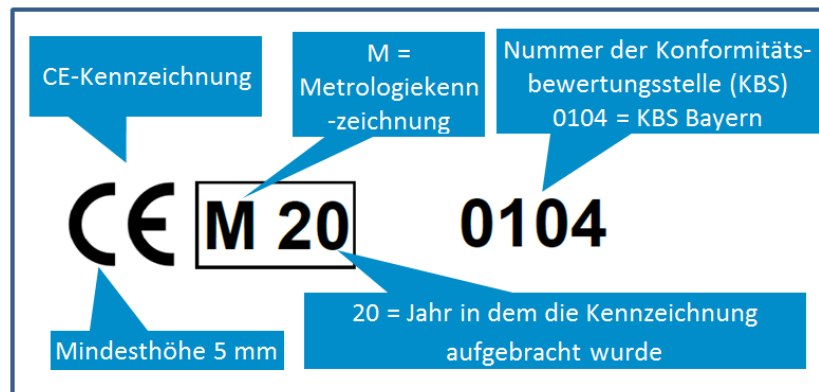 CE-Kennzeichnung
M =
Metrologiekenn
-zeichnung
Nummer der Konformitäts-
bewertungsstelle (KBS)
0104 = KBS Bayern
CE M 20 0104
Mindesthöhe 5 mm
20 = Jahr in dem die Kennzeichnung
aufgebracht wurde